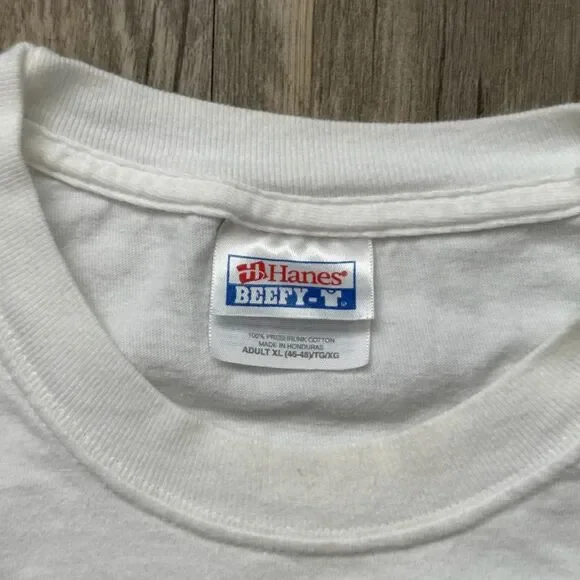 Hanes®
BEEFY-T®
100% PRESHRUNK COTTON
MADE IN HONDURAS
ADULT XL (46-48)/TG/XG